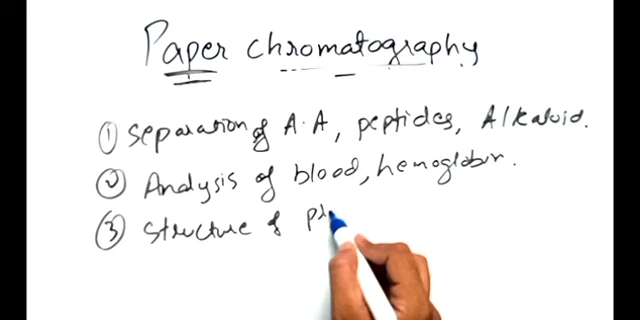 Paper chromatography
① Separation of A.A, peptides, Alkaloid.
② Analysis of blood, hemoglobin.
③ structure of